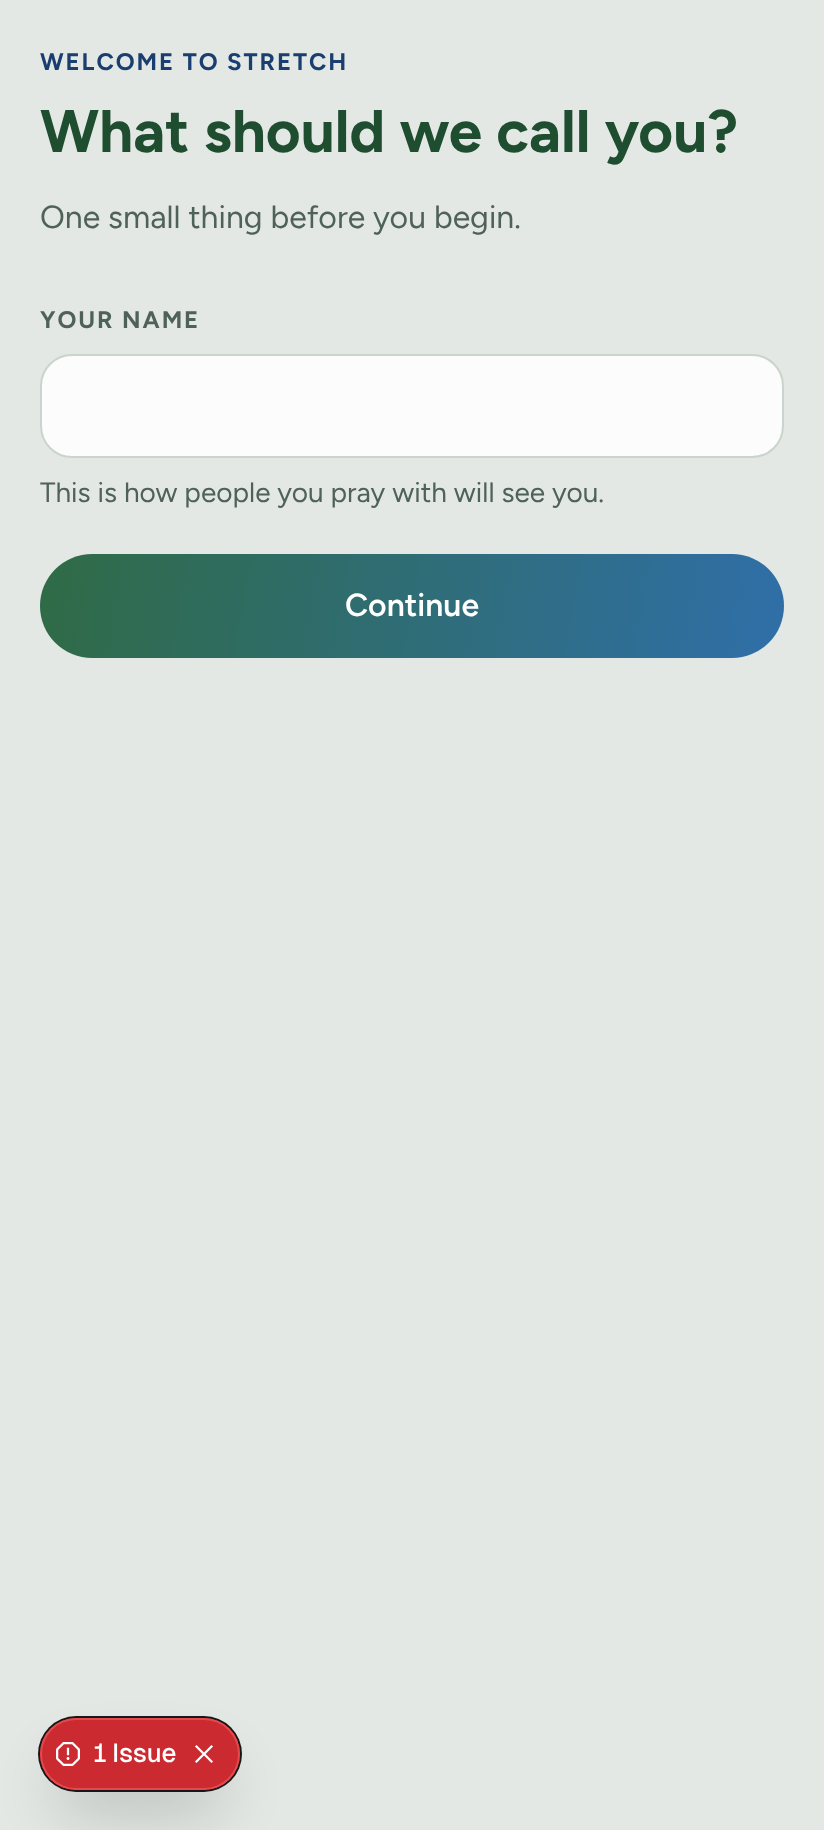 WELCOME TO STRETCH
What should we call you?
One small thing before you begin.
YOUR NAME
This is how people you pray with will see you.
Continue
1 Issue